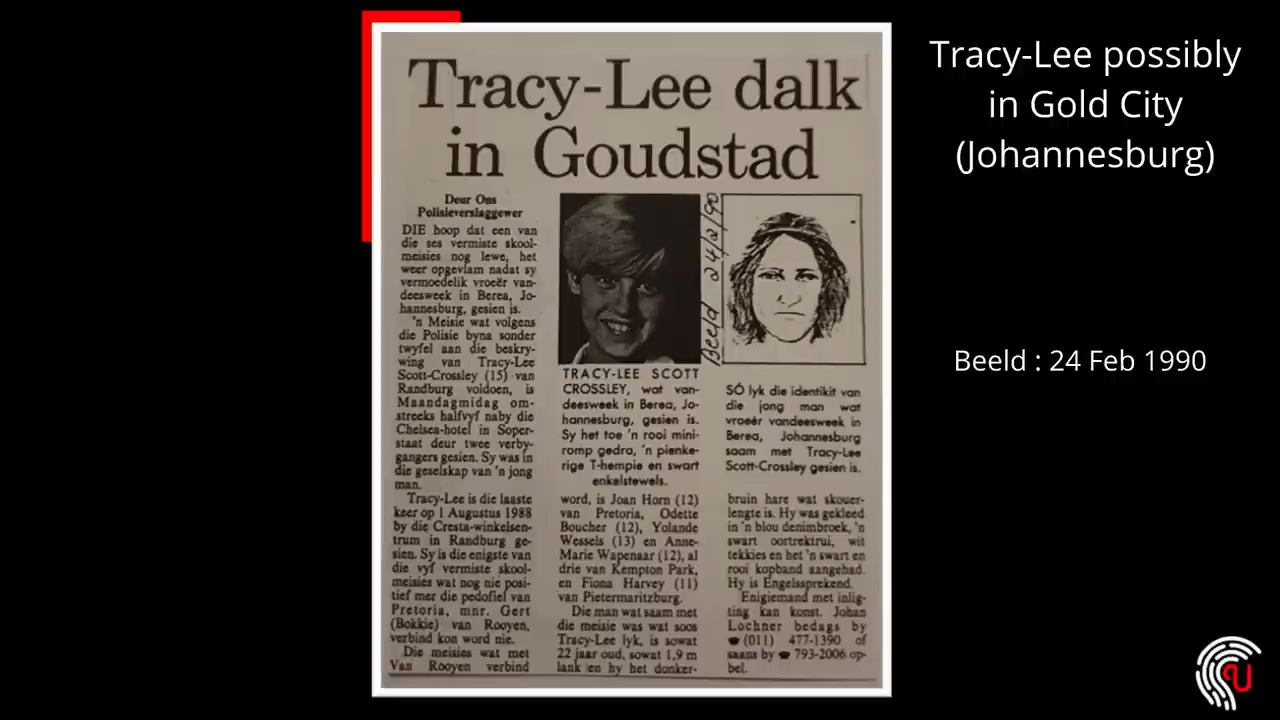 Tracy-Lee dalk
in Goudstad
Deur Ons
Polisieverslaggewer
DIE hoop dat een van
die ses vermiste skool-
meisies nog lewe, het
weer opgevlam nadat sy
vermoedelik vroeër van-
deesweek in Berea, Jo-
hannesburg, gesien is.
'n Meisie wat volgens
die Polisie byna sonder
twyfel aan die beskry-
wing van Tracy-Lee
Scott-Crossley (15) van
Randburg voldoen, is
Maandagmidag om-
streeks halfvyf naby die
Chelsea-hotel in Soper-
straat deur twee verby-
gangers gesien. Sy was in
die geselskap van 'n jong
man.
Tracy-Lee is die laaste
keer op 1 Augustus 1988
by die Cresta-winkelsen-
trum in Randburg ge-
sien. Sy is die enigste van
die vyf vermiste skool-
meisies wat nog nie posi-
tief mer die pedofiel van
Pretoria, mnr. Gert
(Bokkie) van Rooyen,
verbind kon word nie.
Die meisies wat met
Van Rooyen verbind
TRACY-LEE SCOTT
CROSSLEY, wat van-
deesweek in Berea, Jo-
hannesburg, gesien is.
Sy het toe 'n rooi mini-
romp gedra, 'n pienke-
rige T-hempie en swart
enkelstewels.
word, is Joan Horn (12)
van Pretoria, Odette
Boucher (12), Yolande
Wessels (13) en Anne-
Marie Wapenaar (12), al
drie van Kempton Park,
en Fiona Harvey (11)
van Pietermaritzburg.
Die man wat saam met
die meisie was wat soos
Tracy-Lee lyk, is sowat
22 jaar oud, sowat 1,9 m
lank en hy het donker-
Beeld 24/2/90
SÓ lyk die identikit van
die jong man wat
vroeër vandeesweek in
Berea, Johannesburg
saam met Tracy-Lee
Scott-Crossley gesien is.
bruin hare wat skouer-
lengte is. Hy was gekleed
in 'n blou denimbroek, 'n
swart oortrektrui, wit
tekkies en het 'n swart en
rooi kopband aangehad.
Hy is Engelssprekend.
Enigiemand met inlig-
ting kan konst. Johan
Lochner bedags by
☎ (011) 477-1390 of
saans by ☎ 793-2006 op-
bel.
Tracy-Lee possibly
in Gold City
(Johannesburg)
Beeld : 24 Feb 1990
U